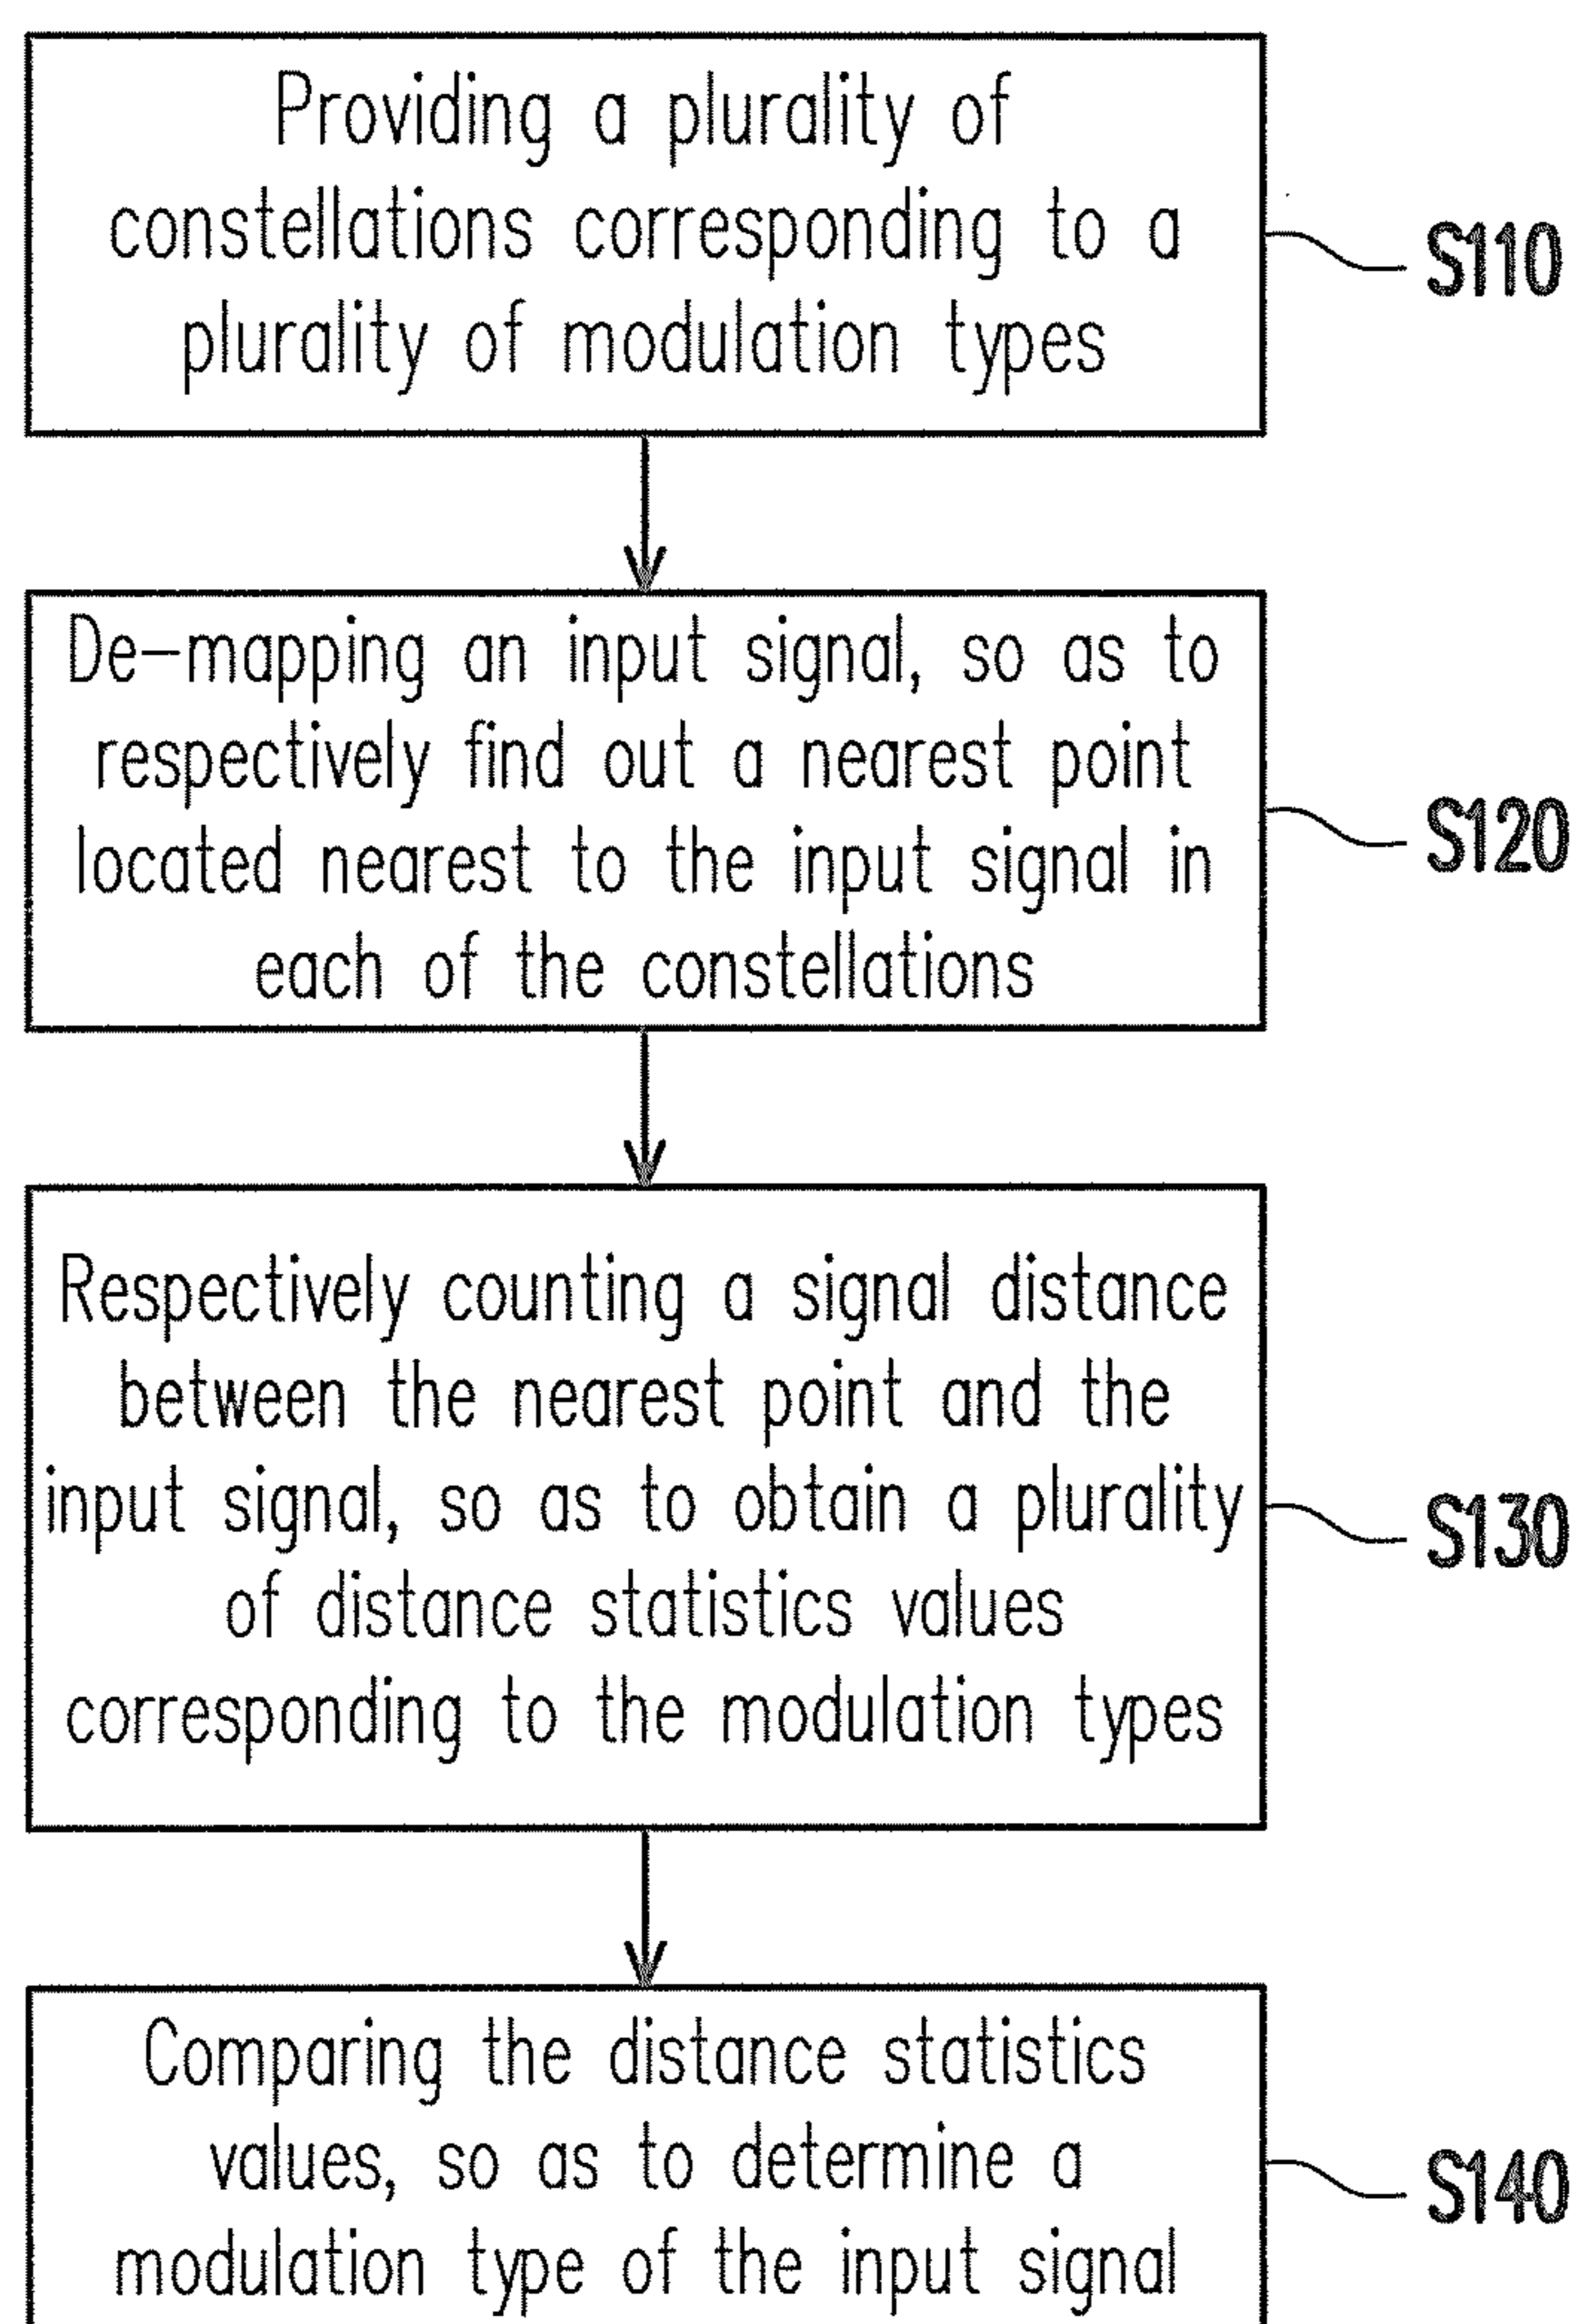 Providing a plurality of
constellations corresponding to a
plurality of modulation types
S110
De-mapping an input signal, so as to
respectively find out a nearest point
located nearest to the input signal in
each of the constellations
S120
Respectively counting a signal distance
between the nearest point and the
input signal, so as to obtain a plurality
of distance statistics values
corresponding to the modulation types
S130
Comparing the distance statistics
values, so as to determine a
modulation type of the input signal
S140